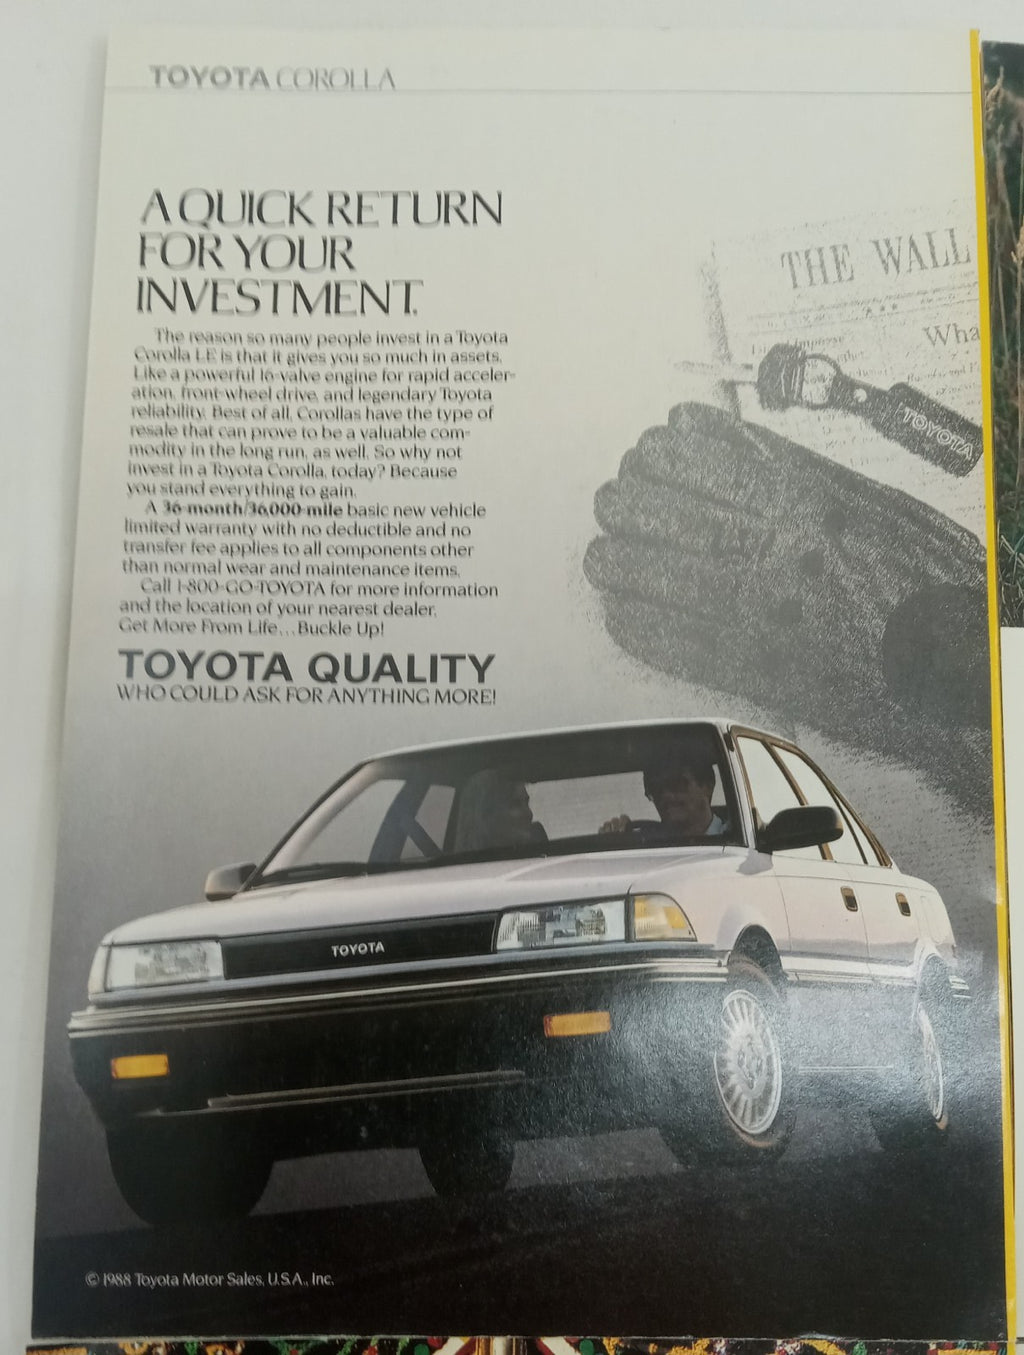 TOYOTA COROLLA
A QUICK RETURN
FOR YOUR
INVESTMENT.
The reason so many people invest in a Toyota
Corolla LE is that it gives you so much in assets.
Like a powerful 16-valve engine for rapid acceler-
ation, front-wheel drive, and legendary Toyota
reliability. Best of all, Corollas have the type of
resale that can prove to be a valuable com-
modity in the long run, as well. So why not
invest in a Toyota Corolla, today? Because
you stand everything to gain.
A 36-month/36,000-mile basic new vehicle
limited warranty with no deductible and no
transfer fee applies to all components other
than normal wear and maintenance items.
Call 1-800-GO-TOYOTA for more information
and the location of your nearest dealer.
Get More From Life...Buckle Up!
TOYOTA QUALITY
WHO COULD ASK FOR ANYTHING MORE!
THE WALL
Wha
TOYOTA
TOYOTA
© 1988 Toyota Motor Sales, U.S.A., Inc.